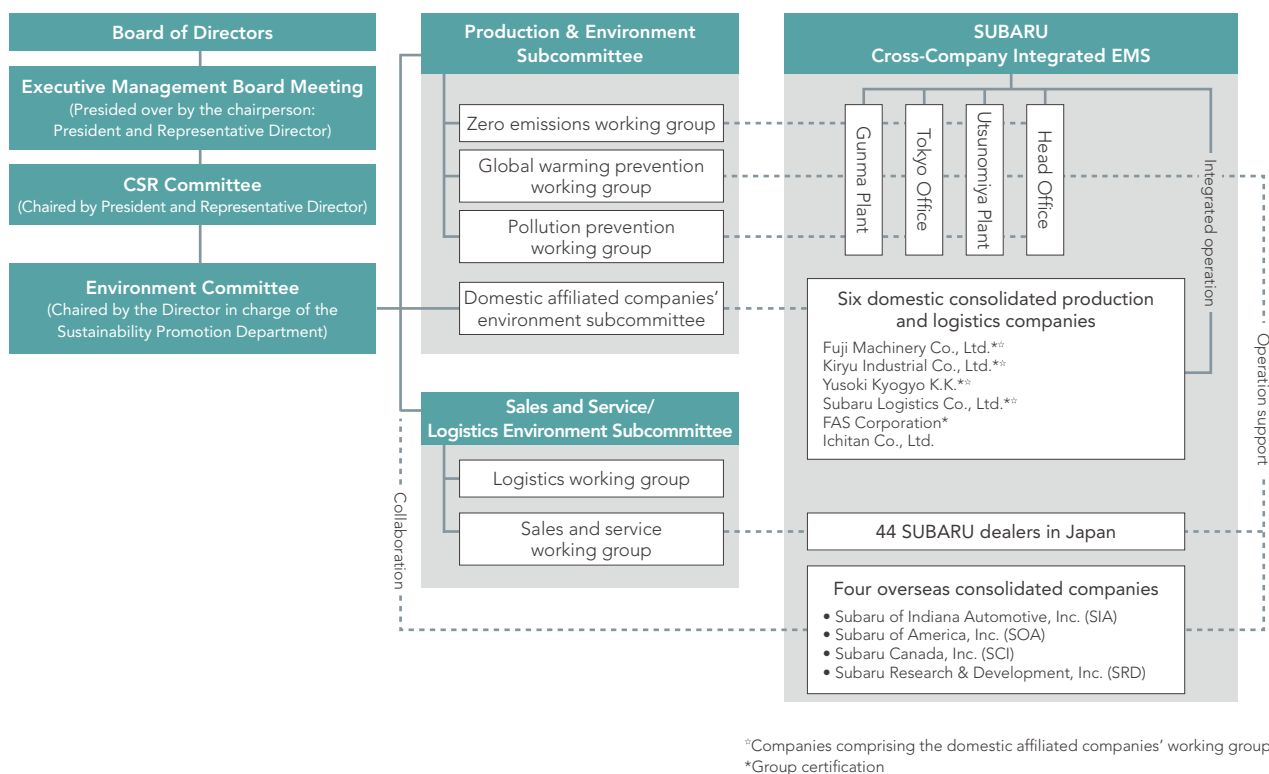 Board of Directors
Executive Management Board Meeting
(Presided over by the chairperson:
President and Representative Director)
CSR Committee
(Chaired by President and Representative Director)
Environment Committee
(Chaired by the Director in charge of the
Sustainability Promotion Department)
Production & Environment
Subcommittee
Zero emissions working group
Global warming prevention
working group
Pollution prevention
working group
Domestic affiliated companies'
environment subcommittee
Sales and Service/
Logistics Environment Subcommittee
Logistics working group
Sales and service
working group
Collaboration
SUBARU
Cross-Company Integrated EMS
Gunma Plant
Tokyo Office
Utsunomiya Plant
Head Office
Integrated operation
Six domestic consolidated production
and logistics companies
Fuji Machinery Co., Ltd.*☆
Kiryu Industrial Co., Ltd.*☆
Yusoki Kyogyo K.K.*☆
Subaru Logistics Co., Ltd.*☆
FAS Corporation*
Ichitan Co., Ltd.
Operation support
44 SUBARU dealers in Japan
Four overseas consolidated companies
• Subaru of Indiana Automotive, Inc. (SIA)
• Subaru of America, Inc. (SOA)
• Subaru Canada, Inc. (SCI)
• Subaru Research & Development, Inc. (SRD)
☆Companies comprising the domestic affiliated companies' working group
*Group certification